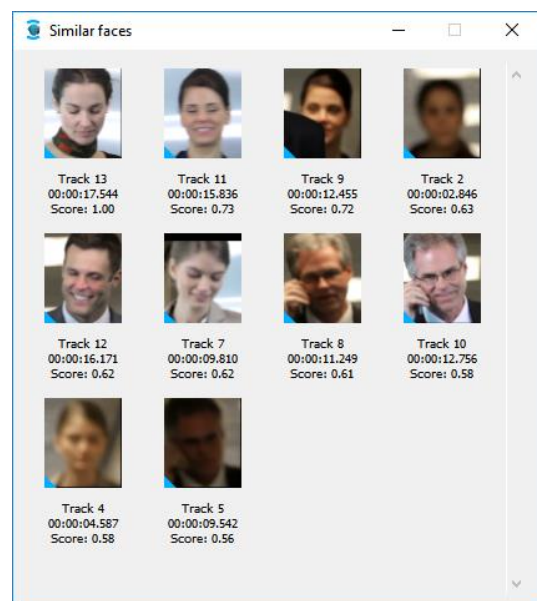 Similar faces
Track 13
00:00:17.544
Score: 1.00
Track 11
00:00:15.836
Score: 0.73
Track 9
00:00:12.455
Score: 0.72
Track 2
00:00:02.846
Score: 0.63
Track 12
00:00:16.171
Score: 0.62
Track 7
00:00:09.810
Score: 0.62
Track 8
00:00:11.249
Score: 0.61
Track 10
00:00:12.756
Score: 0.58
Track 4
00:00:04.587
Score: 0.58
Track 5
00:00:09.542
Score: 0.56